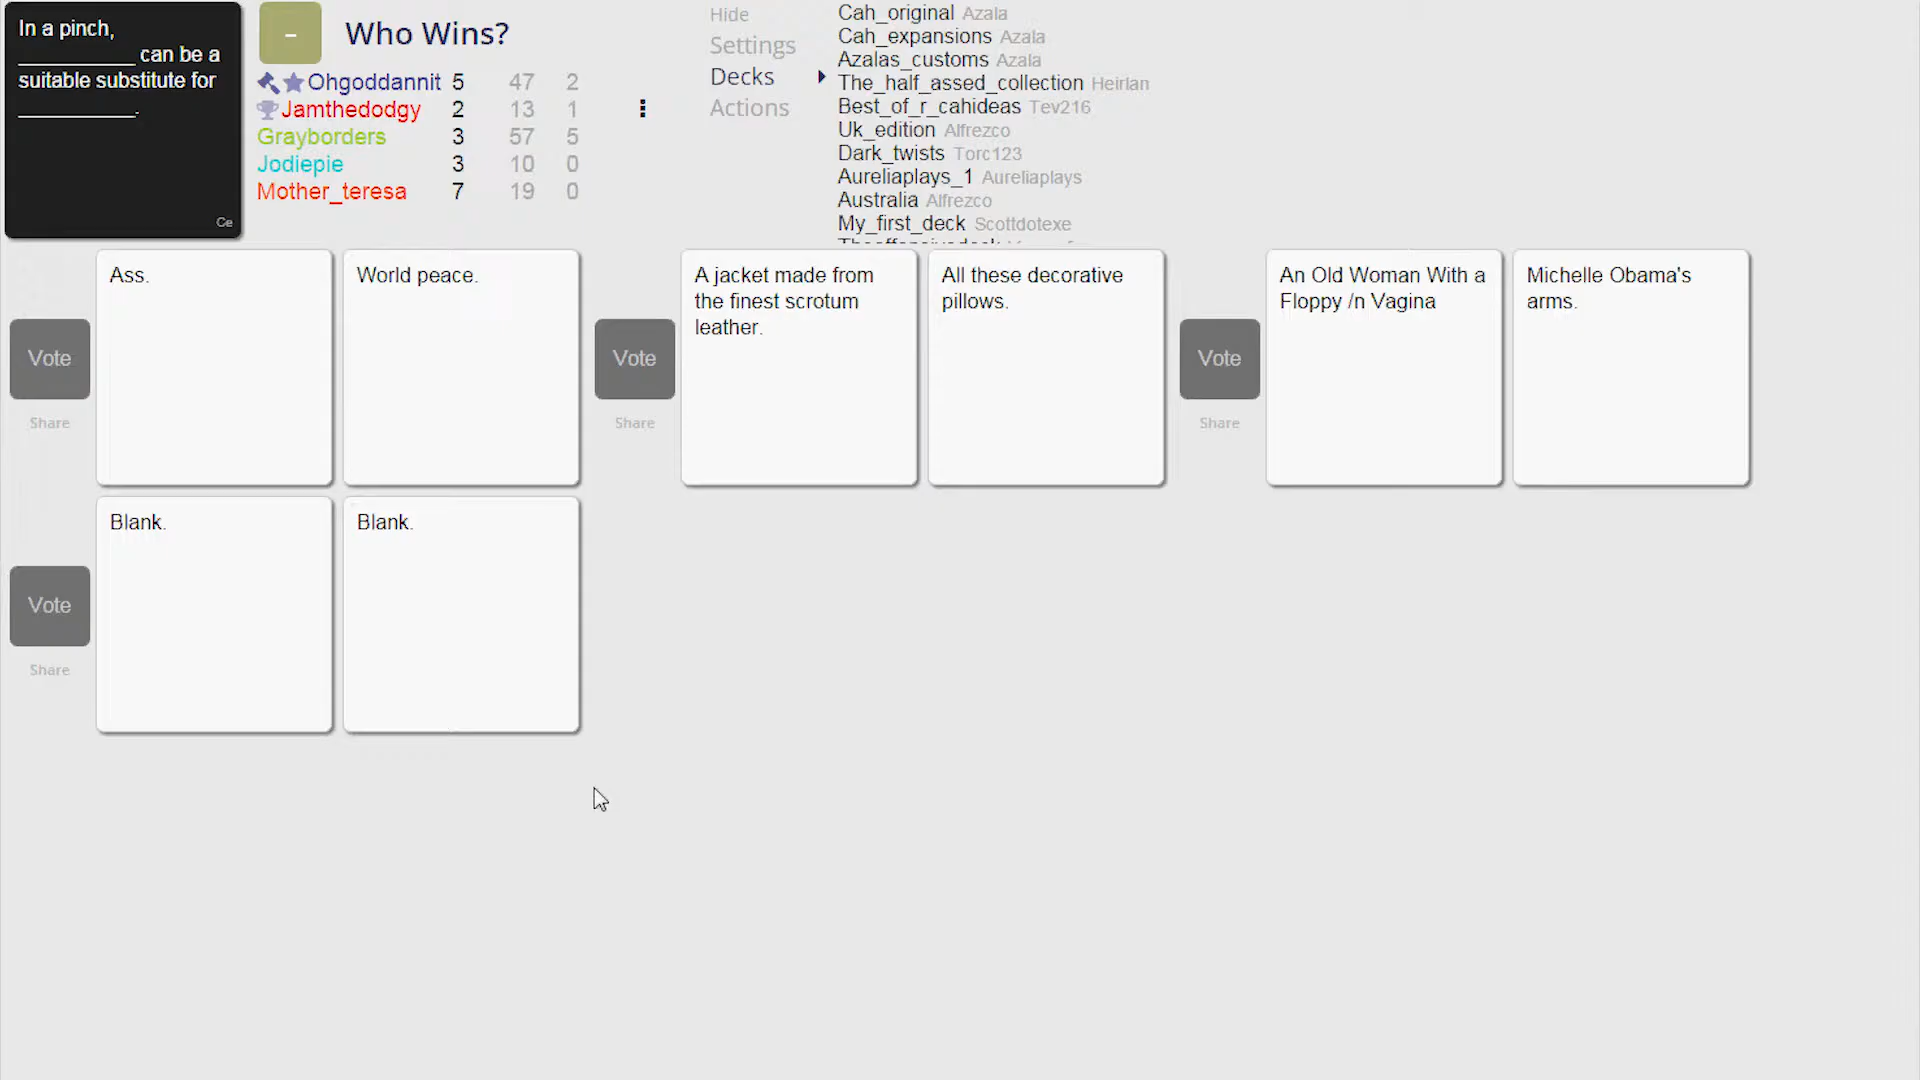 In a pinch,
__________ can be a
suitable substitute for
__________.
Ce
–
Who Wins?
Ohgoddannit 5 47 2
Jamthedodgy 2 13 1
Grayborders 3 57 5
Jodiepie 3 10 0
Mother_teresa 7 19 0
Hide
Settings
Decks
Actions
Cah_original Azala
Cah_expansions Azala
Azalas_customs Azala
The_half_assed_collection Heirlan
Best_of_r_cahideas Tev216
Uk_edition Alfrezco
Dark_twists Torc123
Aureliaplays_1 Aureliaplays
Australia Alfrezco
My_first_deck Scottdotexe
Vote
Share
Ass.
World peace.
Vote
Share
A jacket made from
the finest scrotum
leather.
All these decorative
pillows.
Vote
Share
An Old Woman With a
Floppy /n Vagina
Michelle Obama's
arms.
Vote
Share
Blank.
Blank.